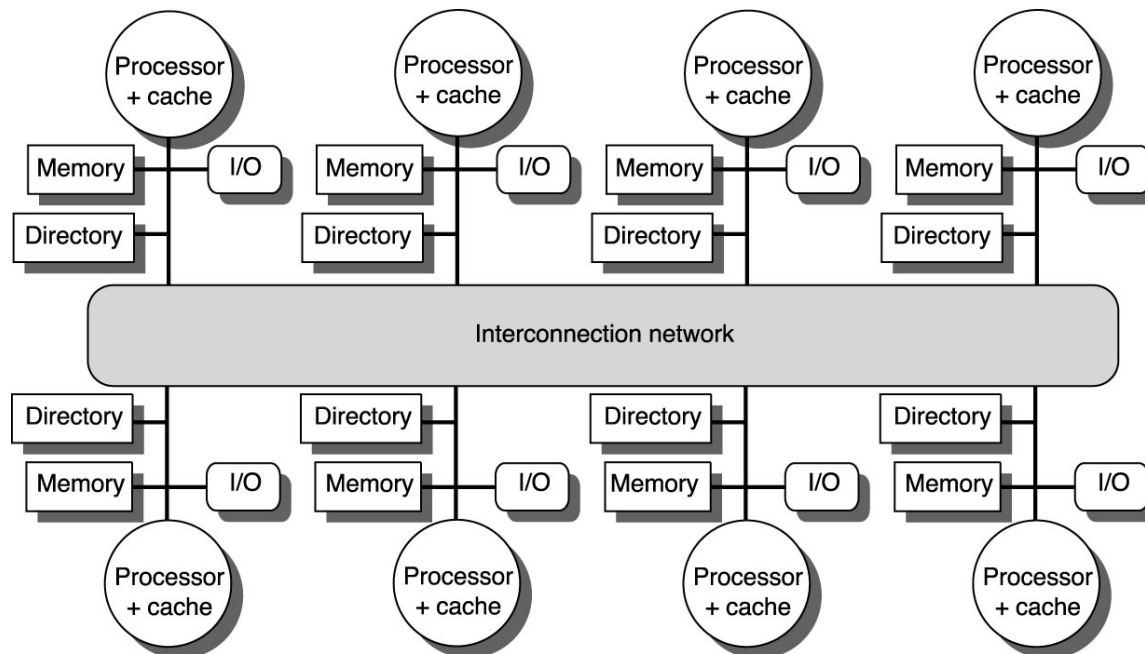 Processor
+ cache
Processor
+ cache
Processor
+ cache
Processor
+ cache
Memory
I/O
Memory
I/O
Memory
I/O
Memory
I/O
Directory
Directory
Directory
Directory
Interconnection network
Directory
Directory
Directory
Directory
Memory
I/O
Memory
I/O
Memory
I/O
Memory
I/O
Processor
+ cache
Processor
+ cache
Processor
+ cache
Processor
+ cache